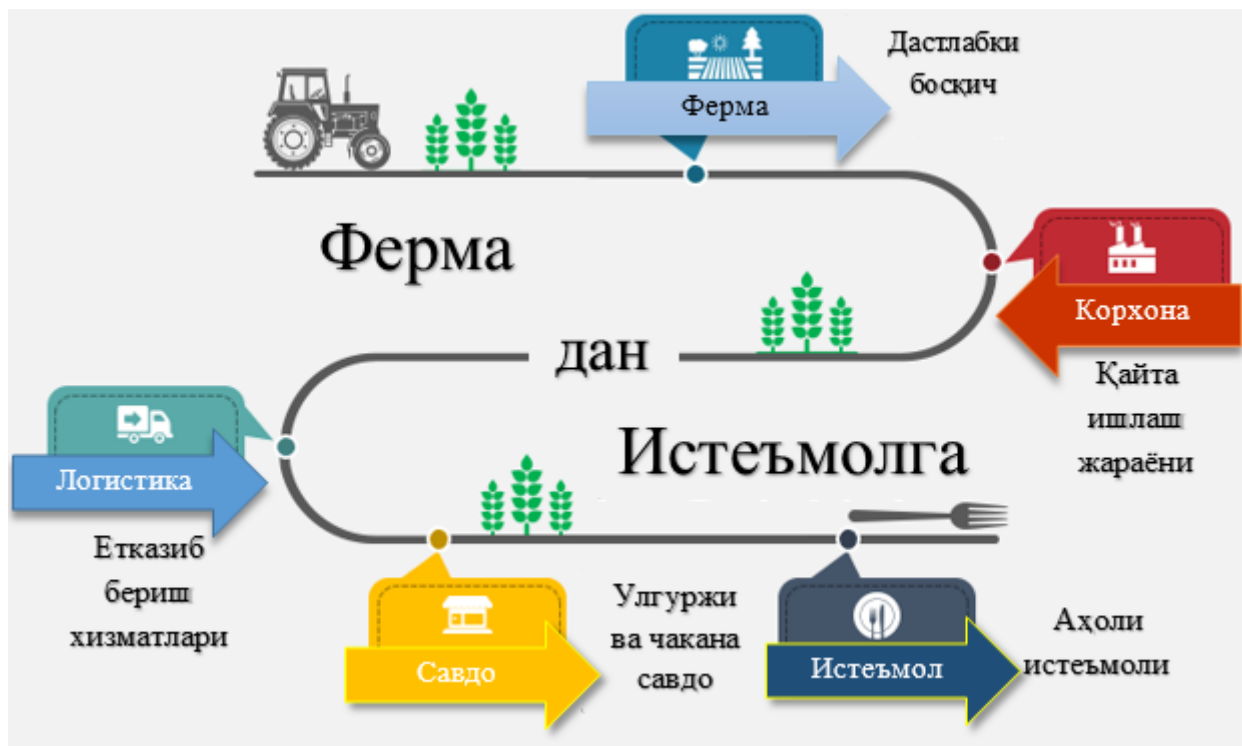 Дастлабки
босқич
Ферма
Ферма
Корхона
дан
Қайта
ишлаш
жараёни
Истеъмолга
Логистика
Етказиб
бериш
хизматлари
Улгуржи
ва чакана
савдо
Савдо
Истеъмол
Аҳоли
истеъмоли